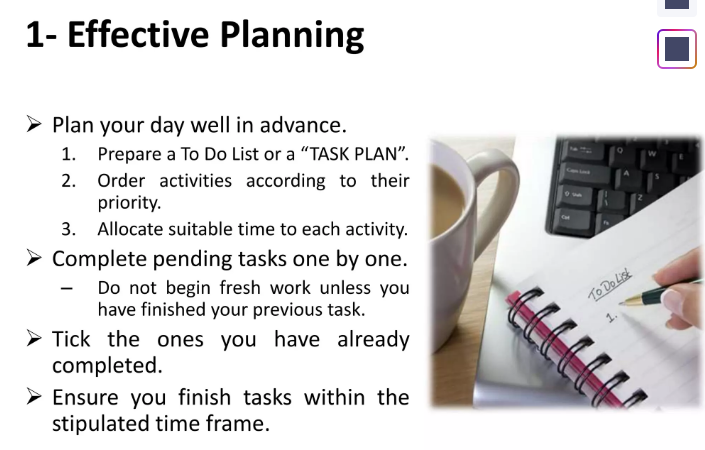 1- Effective Planning
➢ Plan your day well in advance.
1. Prepare a To Do List or a “TASK PLAN”.
2. Order activities according to their
priority.
3. Allocate suitable time to each activity.
➢ Complete pending tasks one by one.
– Do not begin fresh work unless you
have finished your previous task.
➢ Tick the ones you have already
completed.
➢ Ensure you finish tasks within the
stipulated time frame.
To Do List
1.
Q
W
Caps Lock
A
S
Z
Ctrl